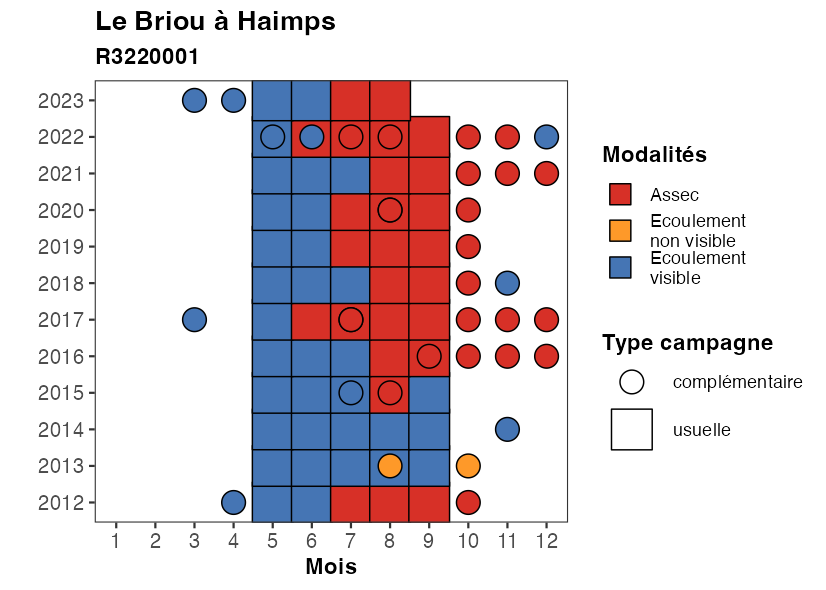 Le Briou à Haimps
R3220001
2023
2022
2021
2020
2019
2018
2017
2016
2015
2014
2013
2012
1 2 3 4 5 6 7 8 9 10 11 12
Mois
Modalités
Assec
Ecoulement
non visible
Ecoulement
visible
Type campagne
complémentaire
usuelle